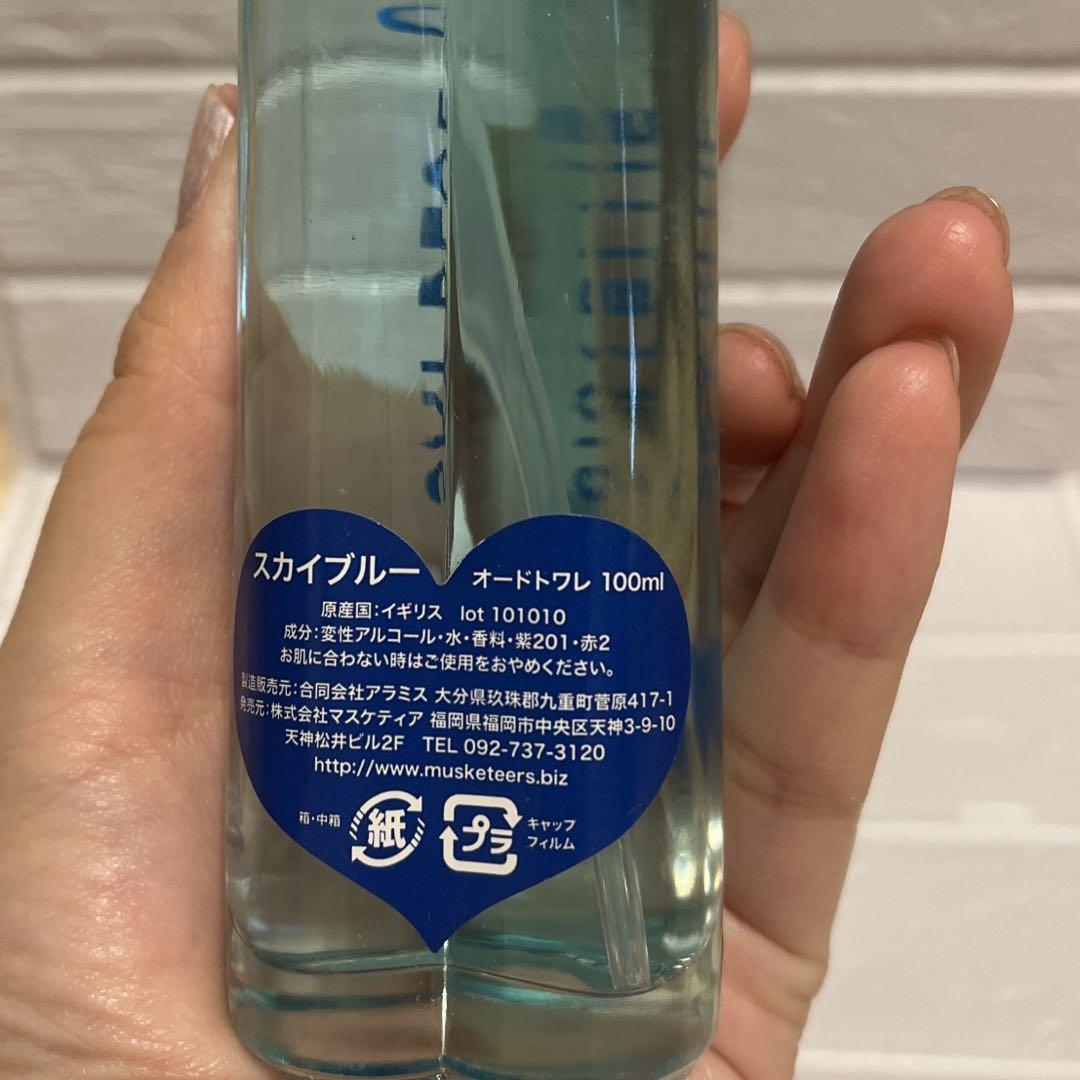 スカイブルー オードトワレ 100ml
原産国：イギリス lot 101010
成分：変性アルコール・水・香料・紫201・赤2
お肌に合わない時はご使用をおやめください。
製造販売元：合同会社アラミス 大分県玖珠郡九重町菅原417-1
発売元：株式会社マスケティア 福岡県福岡市中央区天神3-9-10
天神松井ビル2F TEL 092-737-3120
http://www.musketeers.biz
箱・中箱 紙 プラ キャップ
フィルム